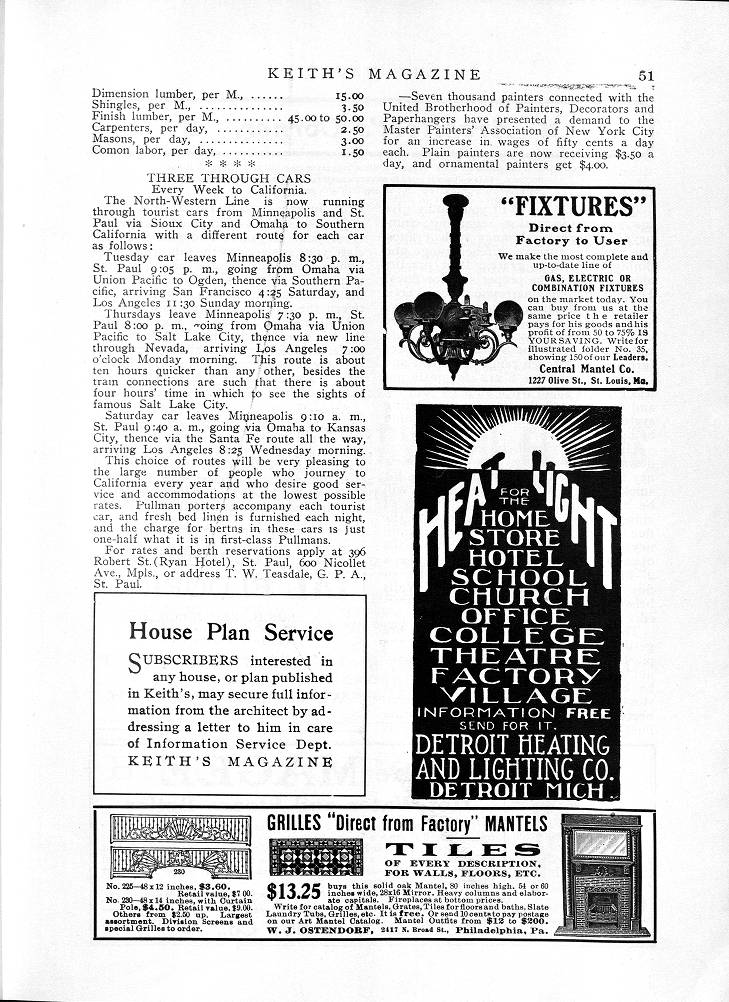 KEITH'S MAGAZINE 51
Dimension lumber, per M., ...... 15.00
Shingles, per M., ............... 3.50
Finish lumber, per M., .......... 45.00 to 50.00
Carpenters, per day, ............ 2.50
Masons, per day, ............... 3.00
Comon labor, per day, ........... 1.50
* * * *
THREE THROUGH CARS
Every Week to California.
The North-Western Line is now running
through tourist cars from Minneapolis and St.
Paul via Sioux City and Omaha to Southern
California with a different route for each car
as follows:
Tuesday car leaves Minneapolis 8:30 p. m.,
St. Paul 9:05 p. m., going from Omaha via
Union Pacific to Ogden, thence via Southern Pa-
cific, arriving San Francisco 4:25 Saturday, and
Los Angeles 11:30 Sunday morning.
Thursdays leave Minneapolis 7:30 p. m., St.
Paul 8:00 p. m., going from Omaha via Union
Pacific to Salt Lake City, thence via new line
through Nevada, arriving Los Angeles 7:00
o'clock Monday morning. This route is about
ten hours quicker than any other, besides the
train connections are such that there is about
four hours' time in which to see the sights of
famous Salt Lake City.
Saturday car leaves Minneapolis 9:10 a. m.,
St. Paul 9:40 a. m., going via Omaha to Kansas
City, thence via the Santa Fe route all the way,
arriving Los Angeles 8:25 Wednesday morning.
This choice of routes will be very pleasing to
the large number of people who journey to
California every year and who desire good ser-
vice and accommodations at the lowest possible
rates. Pullman porters accompany each tourist
car, and fresh bed linen is furnished each night,
and the charge for berths in these cars is just
one-half what it is in first-class Pullmans.
For rates and berth reservations apply at 396
Robert St.(Ryan Hotel), St. Paul, 600 Nicollet
Ave., Mpls., or address T. W. Teasdale, G. P. A.,
St. Paul.
House Plan Service
SUBSCRIBERS interested in
any house, or plan published
in Keith's, may secure full infor-
mation from the architect by ad-
dressing a letter to him in care
of Information Service Dept.
KEITH'S MAGAZINE
—Seven thousand painters connected with the
United Brotherhood of Painters, Decorators and
Paperhangers have presented a demand to the
Master Painters' Association of New York City
for an increase in wages of fifty cents a day
each. Plain painters are now receiving $3.50 a
day, and ornamental painters get $4.00.
"FIXTURES"
Direct from
Factory to User
We make the most complete and
up-to-date line of
GAS, ELECTRIC OR
COMBINATION FIXTURES
on the market today. You
can buy from us at the
same price the retailer
pays for his goods and his
profit of from 50 to 75% IS
YOUR SAVING. Write for
illustrated folder No. 35,
showing 150 of our Leaders.
Central Mantel Co.
1227 Olive St., St. Louis, Mo.
HEAT LIGHT
FOR
THE
HOME
STORE
HOTEL
SCHOOL
CHURCH
OFFICE
COLLEGE
THEATRE
FACTORY
VILLAGE
INFORMATION FREE
SEND FOR IT.
DETROIT HEATING
AND LIGHTING CO.
DETROIT MICH.
230
No. 225—48 x 12 inches, $3.60.
Retail value, $7.00.
No. 230—48 x 14 inches, with Curtain
Pole, $4.50. Retail value, $9.00.
Others from $2.50 up. Largest
assortment. Division Screens and
special Grilles to order.
GRILLES "Direct from Factory" MANTELS
TILES
OF EVERY DESCRIPTION,
FOR WALLS, FLOORS, ETC.
$13.25 buys this solid oak Mantel, 80 inches high, 54 or 60
inches wide, 28x16 Mirror. Heavy columns and elabor-
ate capitals. Fireplaces at bottom prices.
Write for catalog of Mantels, Grates, Tiles for floors and baths. Slate
Laundry Tubs, Grilles, etc. It is free. Or send 10 cents to pay postage
on our Art Mantel Catalog. Mantel Outfits from $12 to $200.
W. J. OSTENDORF, 2417 N. Broad St., Philadelphia, Pa.